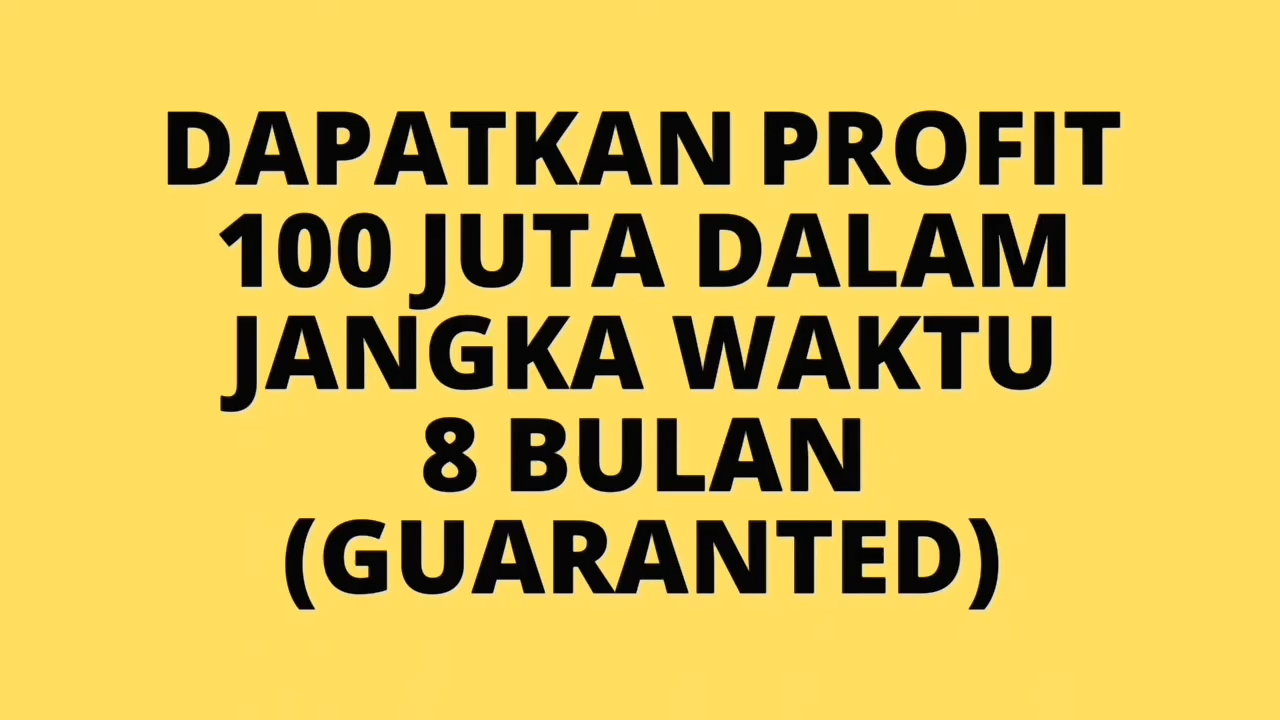 DAPATKAN PROFIT
100 JUTA DALAM
JANGKA WAKTU
8 BULAN
(GUARANTED)